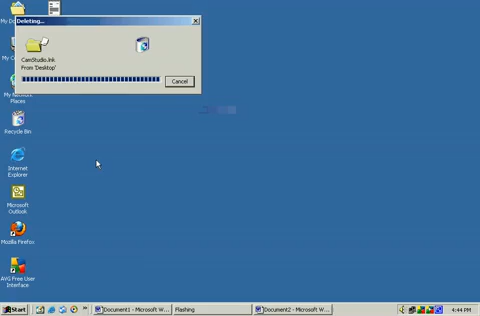 Deleting...
CamStudio.lnk
From 'Desktop'
Cancel
My Network
Places
Recycle Bin
Internet
Explorer
Microsoft
Outlook
Mozilla Firefox
AVG Free User
Interface
Start
»
Document1 - Microsoft W...
Flashing
Document2 - Microsoft W...
4:44 PM